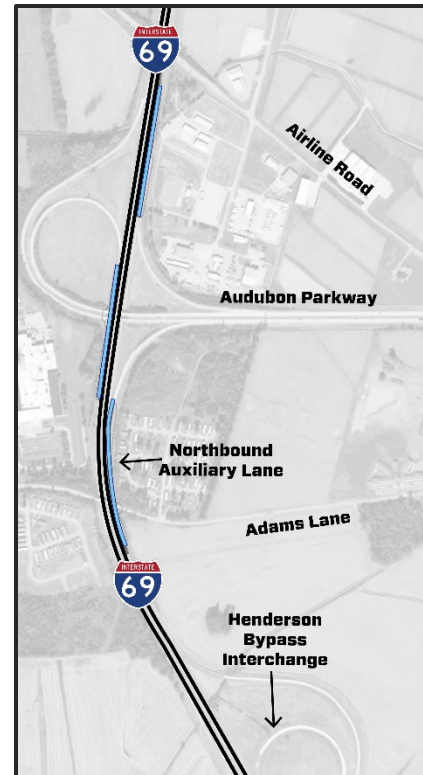 INTERSTATE
69
Airline Road
Audubon Parkway
Northbound
Auxiliary Lane
Adams Lane
INTERSTATE
69
Henderson
Bypass
Interchange